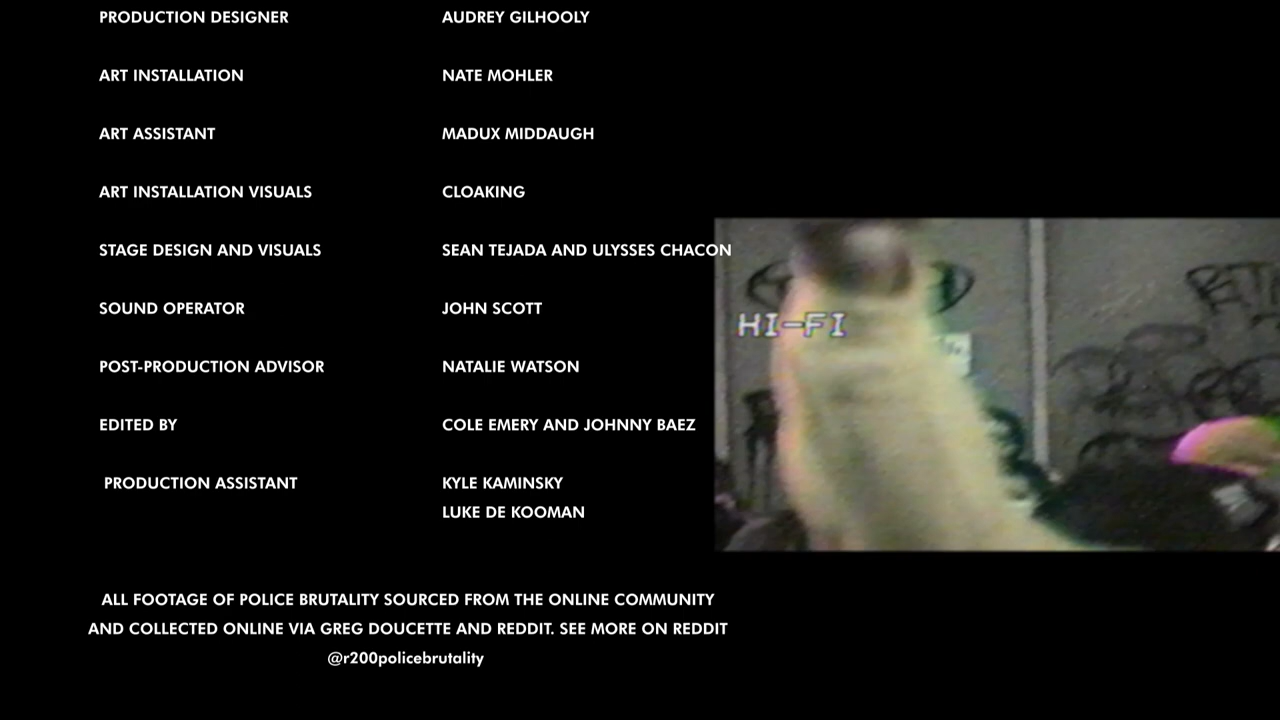 PRODUCTION DESIGNER AUDREY GILHOOLY
ART INSTALLATION NATE MOHLER
ART ASSISTANT MADUX MIDDAUGH
ART INSTALLATION VISUALS CLOAKING
STAGE DESIGN AND VISUALS SEAN TEJADA AND ULYSSES CHACON
SOUND OPERATOR JOHN SCOTT
POST-PRODUCTION ADVISOR NATALIE WATSON
EDITED BY COLE EMERY AND JOHNNY BAEZ
PRODUCTION ASSISTANT KYLE KAMINSKY
LUKE DE KOOMAN
HI-FI
ALL FOOTAGE OF POLICE BRUTALITY SOURCED FROM THE ONLINE COMMUNITY
AND COLLECTED ONLINE VIA GREG DOUCETTE AND REDDIT. SEE MORE ON REDDIT
@r200policebrutality